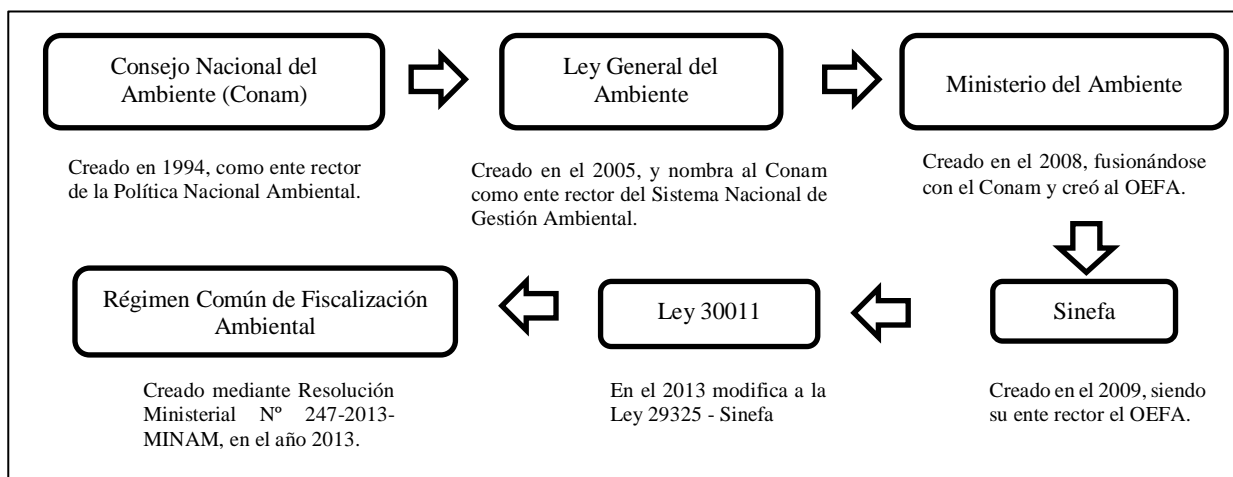 Consejo Nacional del
Ambiente (Conam)
Ley General del
Ambiente
Ministerio del Ambiente
Creado en 1994, como ente rector
de la Política Nacional Ambiental.
Creado en el 2005, y nombra al Conam
como ente rector del Sistema Nacional de
Gestión Ambiental.
Creado en el 2008, fusionándose
con el Conam y creó al OEFA.
Sinefa
Creado en el 2009, siendo
su ente rector el OEFA.
Ley 30011
En el 2013 modifica a la
Ley 29325 - Sinefa
Régimen Común de Fiscalización
Ambiental
Creado mediante Resolución
Ministerial Nº 247-2013-
MINAM, en el año 2013.